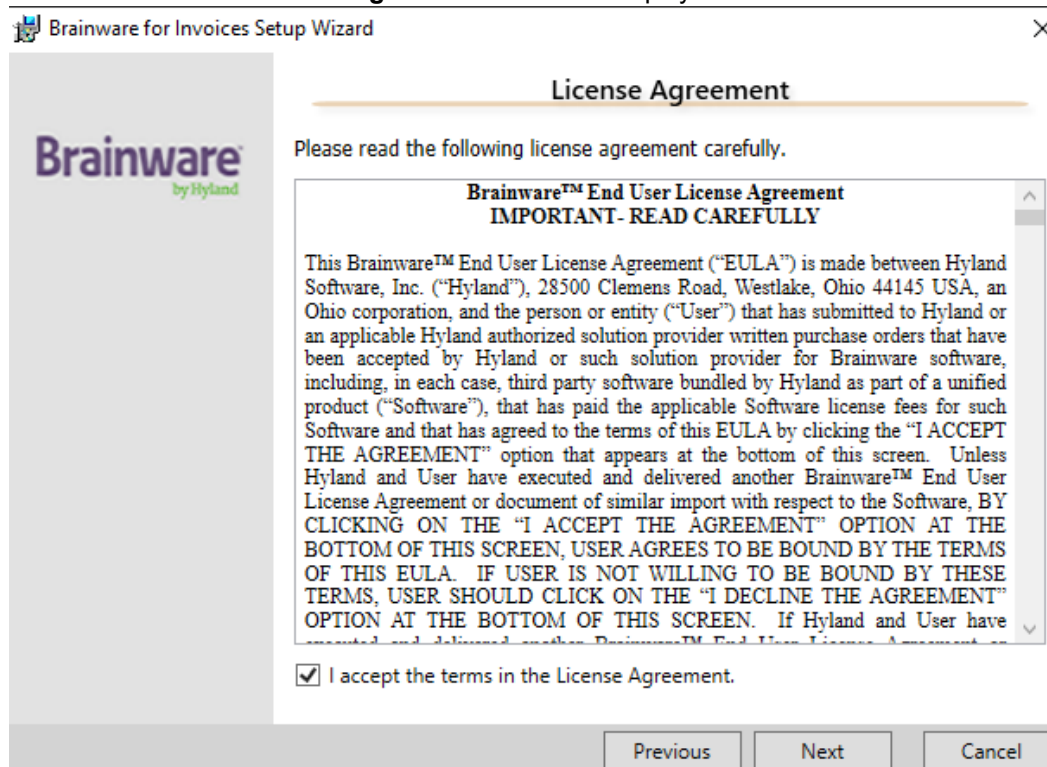 Brainware for Invoices Setup Wizard
License Agreement
Brainware
by Hyland
Please read the following license agreement carefully.
Brainware™ End User License Agreement
IMPORTANT- READ CAREFULLY
This Brainware™ End User License Agreement (“EULA”) is made between Hyland
Software, Inc. (“Hyland”), 28500 Clemens Road, Westlake, Ohio 44145 USA, an
Ohio corporation, and the person or entity (“User”) that has submitted to Hyland or
an applicable Hyland authorized solution provider written purchase orders that have
been accepted by Hyland or such solution provider for Brainware software,
including, in each case, third party software bundled by Hyland as part of a unified
product (“Software”), that has paid the applicable Software license fees for such
Software and that has agreed to the terms of this EULA by clicking the “I ACCEPT
THE AGREEMENT” option that appears at the bottom of this screen. Unless
Hyland and User have executed and delivered another Brainware™ End User
License Agreement or document of similar import with respect to the Software, BY
CLICKING ON THE “I ACCEPT THE AGREEMENT” OPTION AT THE
BOTTOM OF THIS SCREEN, USER AGREES TO BE BOUND BY THE TERMS
OF THIS EULA. IF USER IS NOT WILLING TO BE BOUND BY THESE
TERMS, USER SHOULD CLICK ON THE “I DECLINE THE AGREEMENT”
OPTION AT THE BOTTOM OF THIS SCREEN. If Hyland and User have
I accept the terms in the License Agreement.
Previous Next Cancel